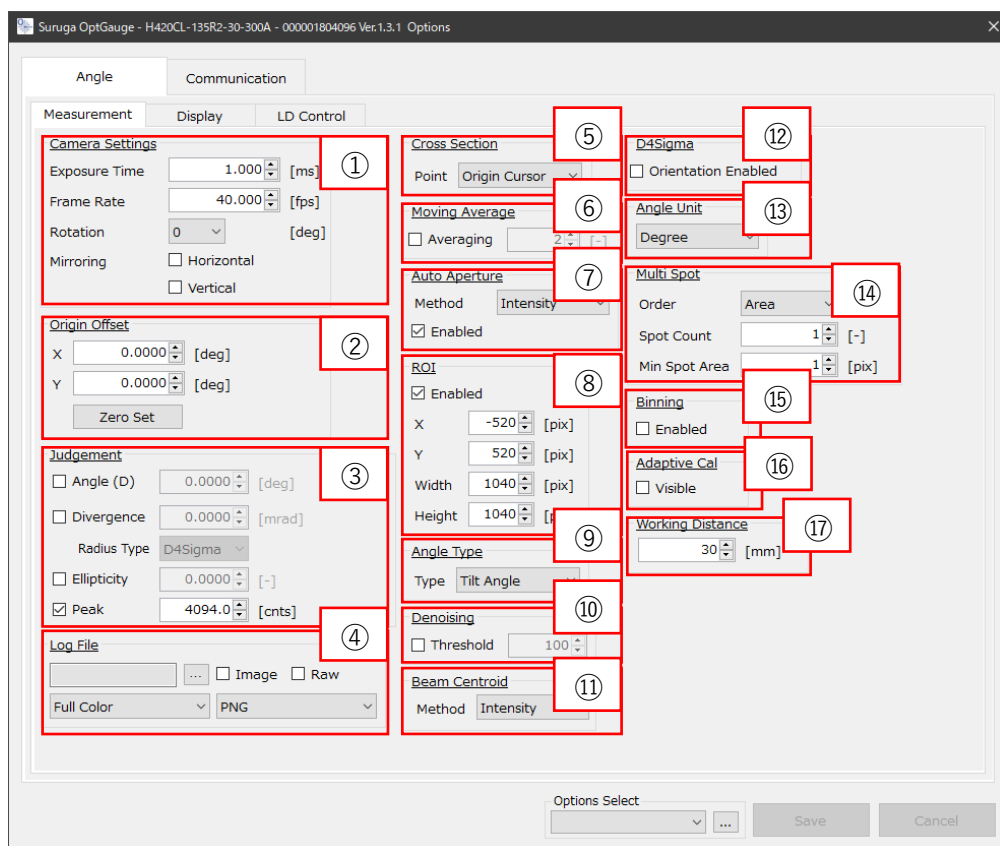 Suruga OptGauge - H420CL-135R2-30-300A - 000001804096 Ver.1.3.1 Options
Angle Communication
Measurement Display LD Control
Camera Settings ①
Exposure Time 1.000 [ms]
Frame Rate 40.000 [fps]
Rotation 0 [deg]
Mirroring Horizontal
Vertical
Origin Offset ②
X 0.0000 [deg]
Y 0.0000 [deg]
Zero Set
Judgement ③
Angle (D) 0.0000 [deg]
Divergence 0.0000 [mrad]
Radius Type D4Sigma
Ellipticity 0.0000 [-]
Peak 4094.0 [cnts]
Log File ④
... Image Raw
Full Color PNG
Cross Section ⑤
Point Origin Cursor
Moving Average ⑥
Averaging 2 [-]
Auto Aperture ⑦
Method Intensity
Enabled
ROI ⑧
Enabled
X -520 [pix]
Y 520 [pix]
Width 1040 [pix]
Height 1040
Angle Type ⑨
Type Tilt Angle
Denoising ⑩
Threshold 100
Beam Centroid ⑪
Method Intensity
D4Sigma ⑫
Orientation Enabled
Angle Unit ⑬
Degree
Multi Spot ⑭
Order Area
Spot Count 1 [-]
Min Spot Area 1 [pix]
Binning ⑮
Enabled
Adaptive Cal ⑯
Visible
Working Distance ⑰
30 [mm]
Options Select
... Save Cancel